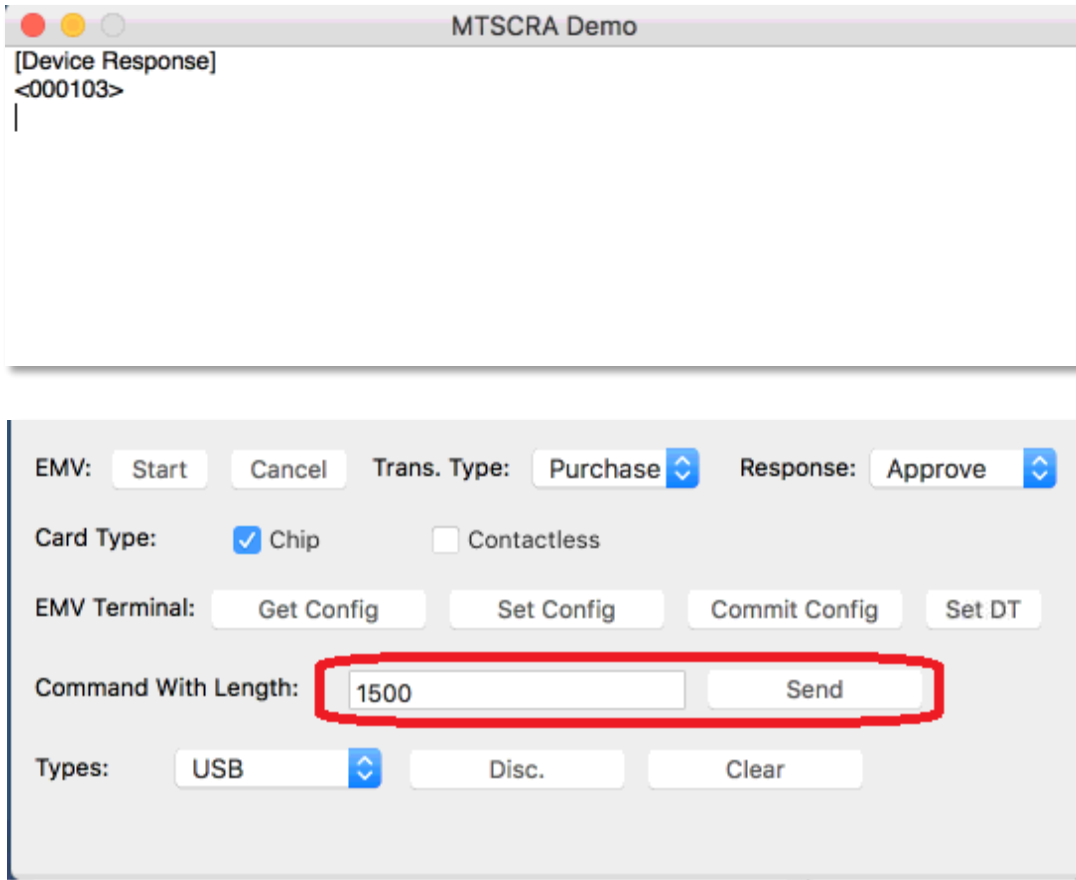 MTSCRA Demo
[Device Response]
<000103>
EMV: Start Cancel Trans. Type: Purchase Response: Approve
Card Type: Chip Contactless
EMV Terminal: Get Config Set Config Commit Config Set DT
Command With Length: 1500 Send
Types: USB Disc. Clear